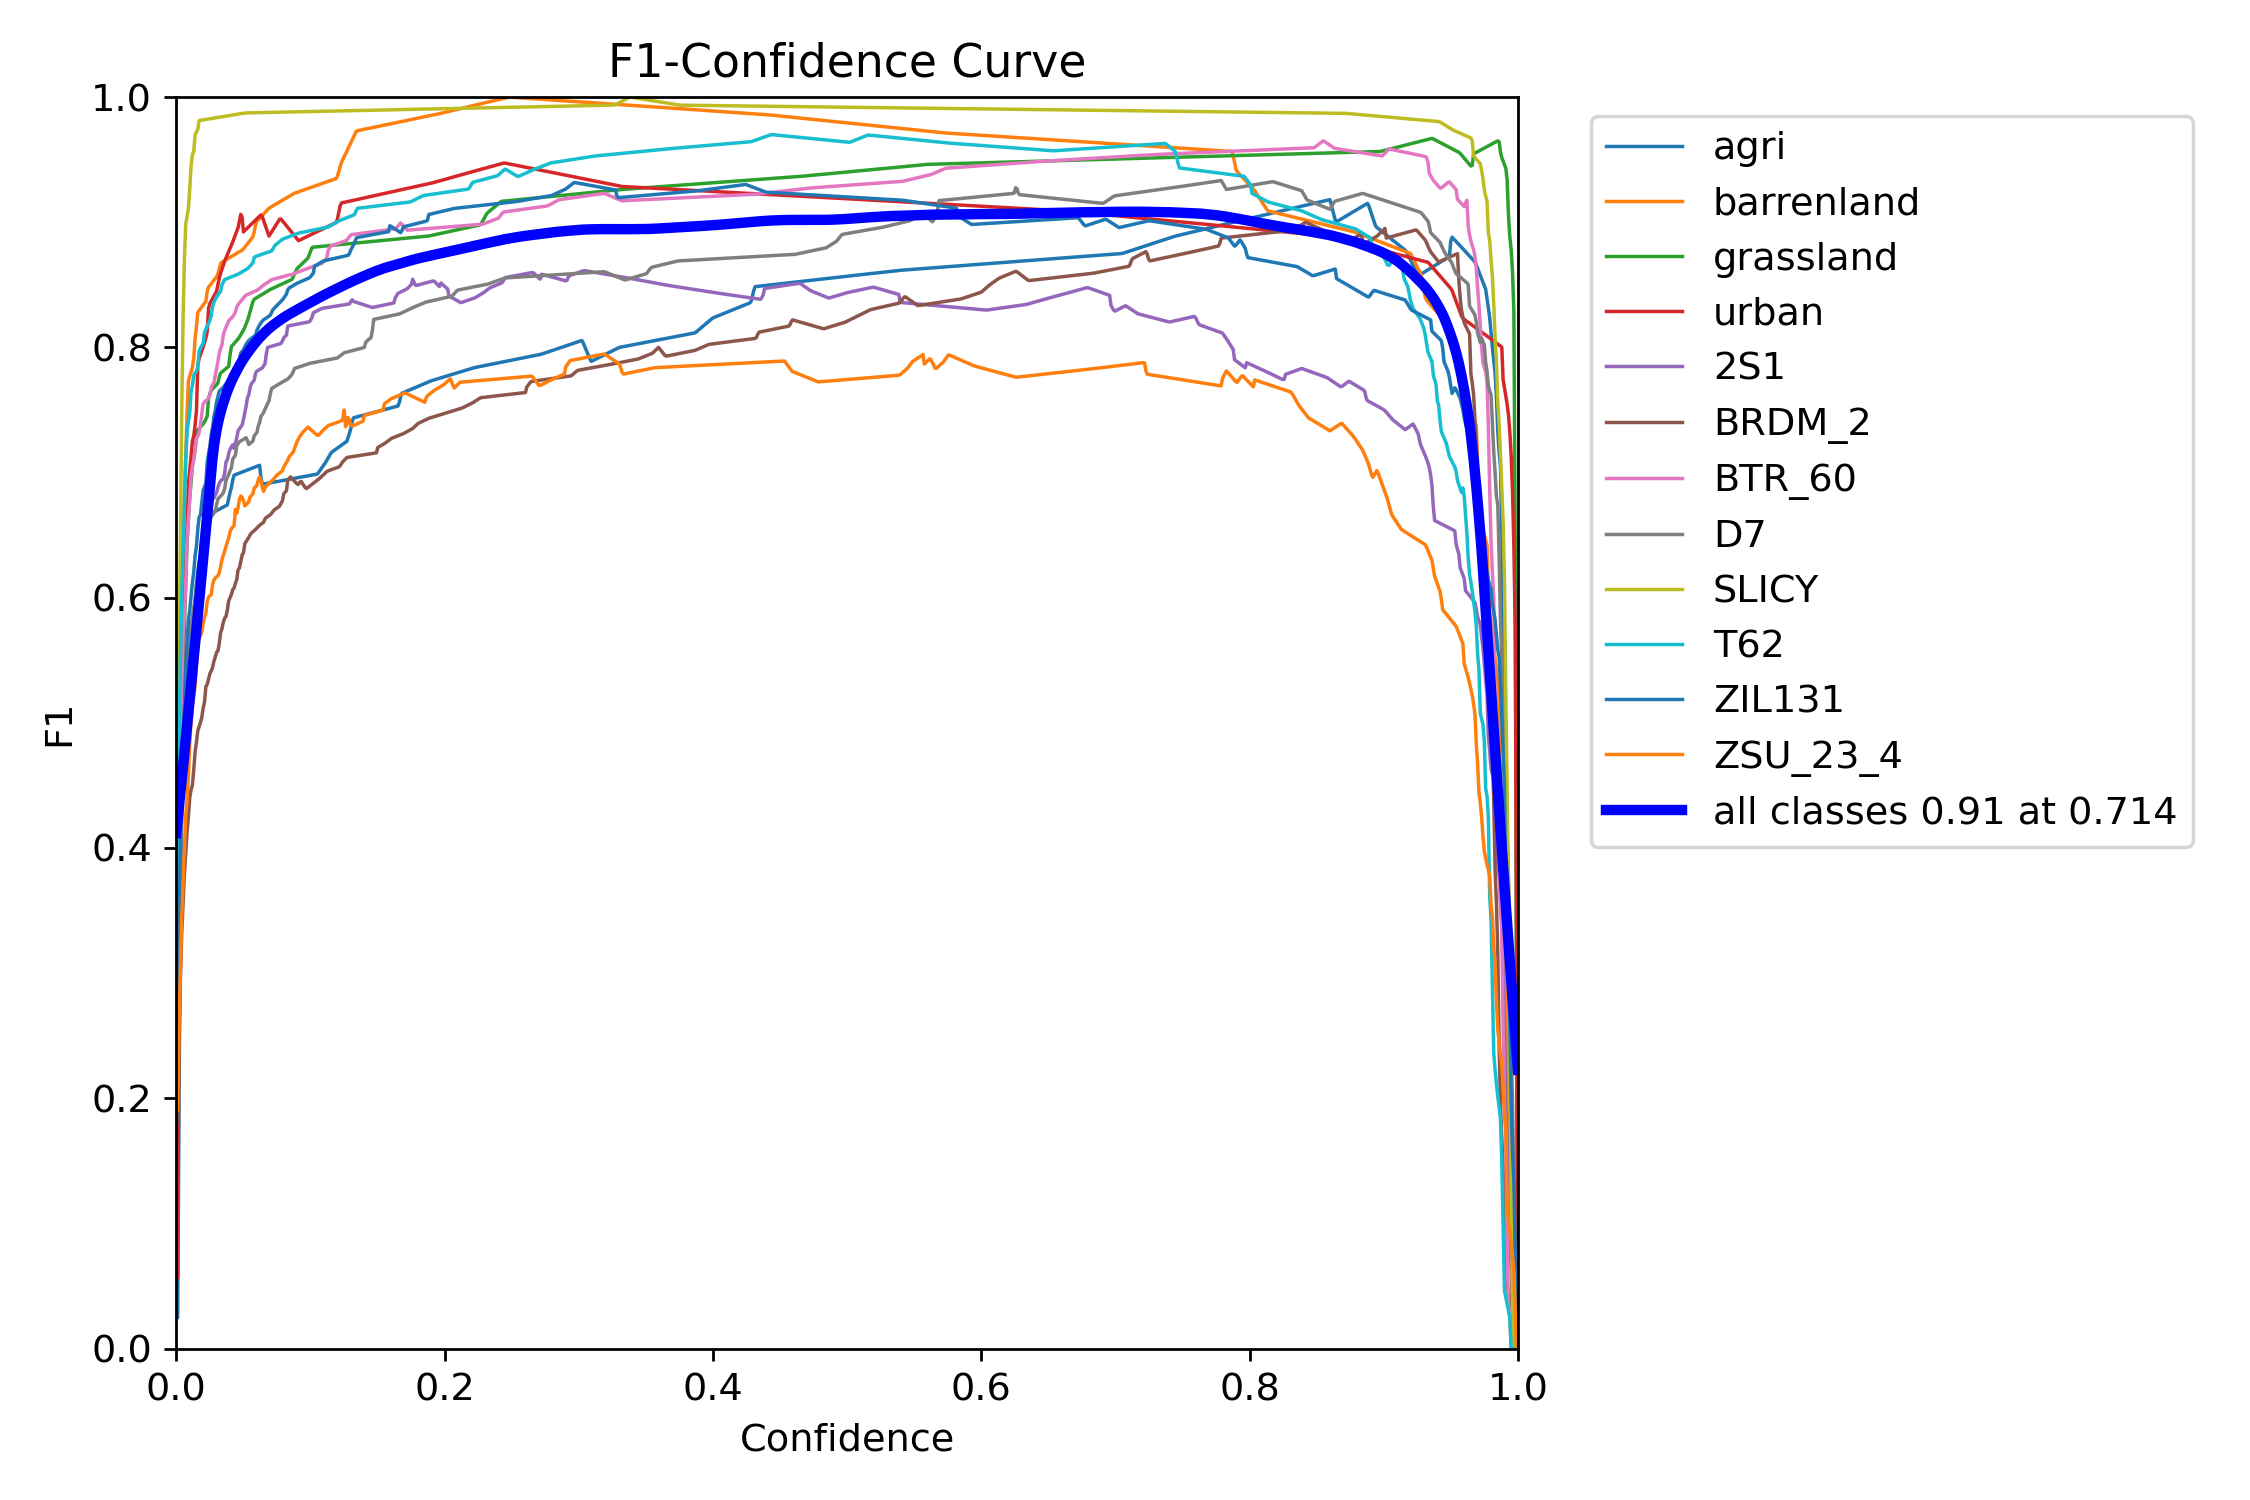 F1-Confidence Curve
1.0
0.8
0.6
0.4
0.2
0.0
F1
0.0 0.2 0.4 0.6 0.8 1.0
Confidence
agri
barrenland
grassland
urban
2S1
BRDM_2
BTR_60
D7
SLICY
T62
ZIL131
ZSU_23_4
all classes 0.91 at 0.714